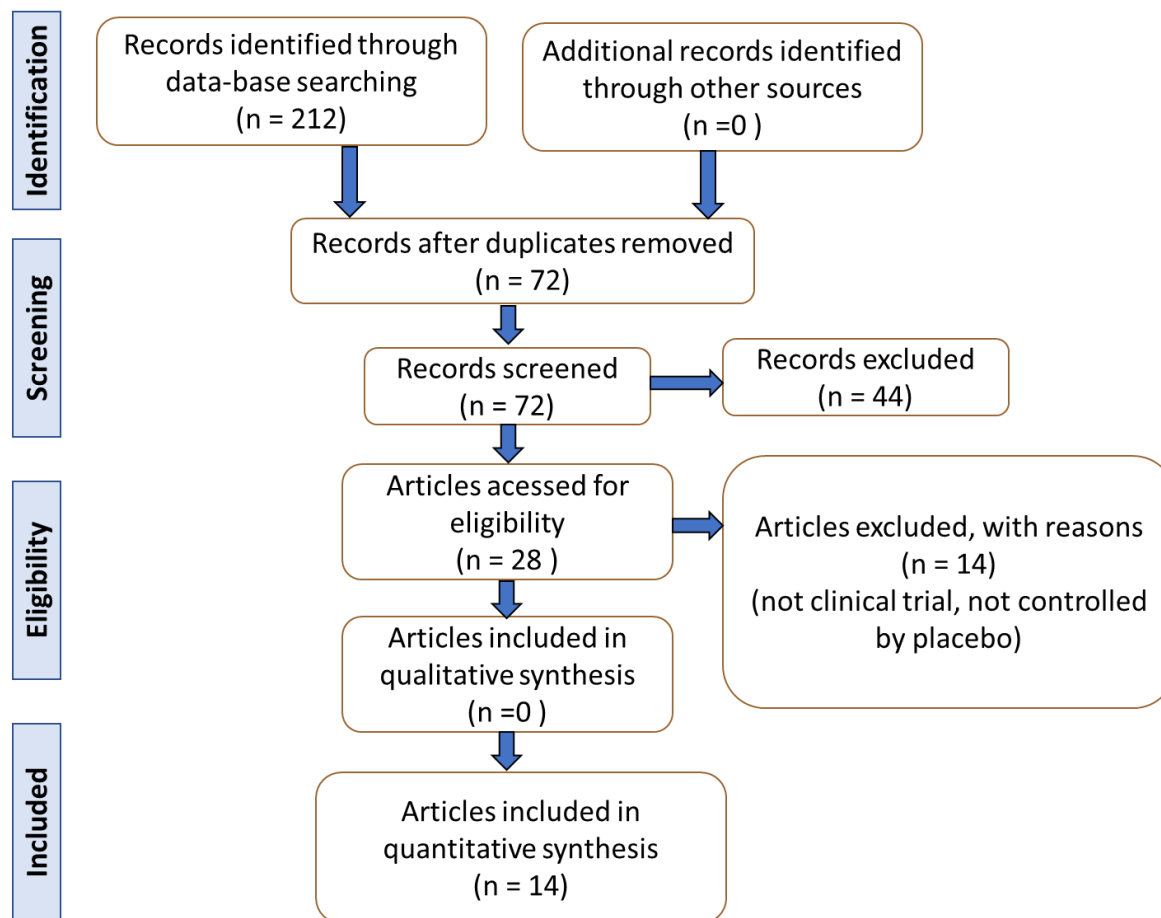 Identification
Records identified through
data-base searching
(n = 212)
Additional records identified
through other sources
(n =0 )
Screening
Records after duplicates removed
(n = 72)
Records screened
(n = 72)
Records excluded
(n = 44)
Eligibility
Articles acessed for
eligibility
(n = 28 )
Articles excluded, with reasons
(n = 14)
(not clinical trial, not controlled
by placebo)
Articles included in
qualitative synthesis
(n =0 )
Included
Articles included in
quantitative synthesis
(n = 14)